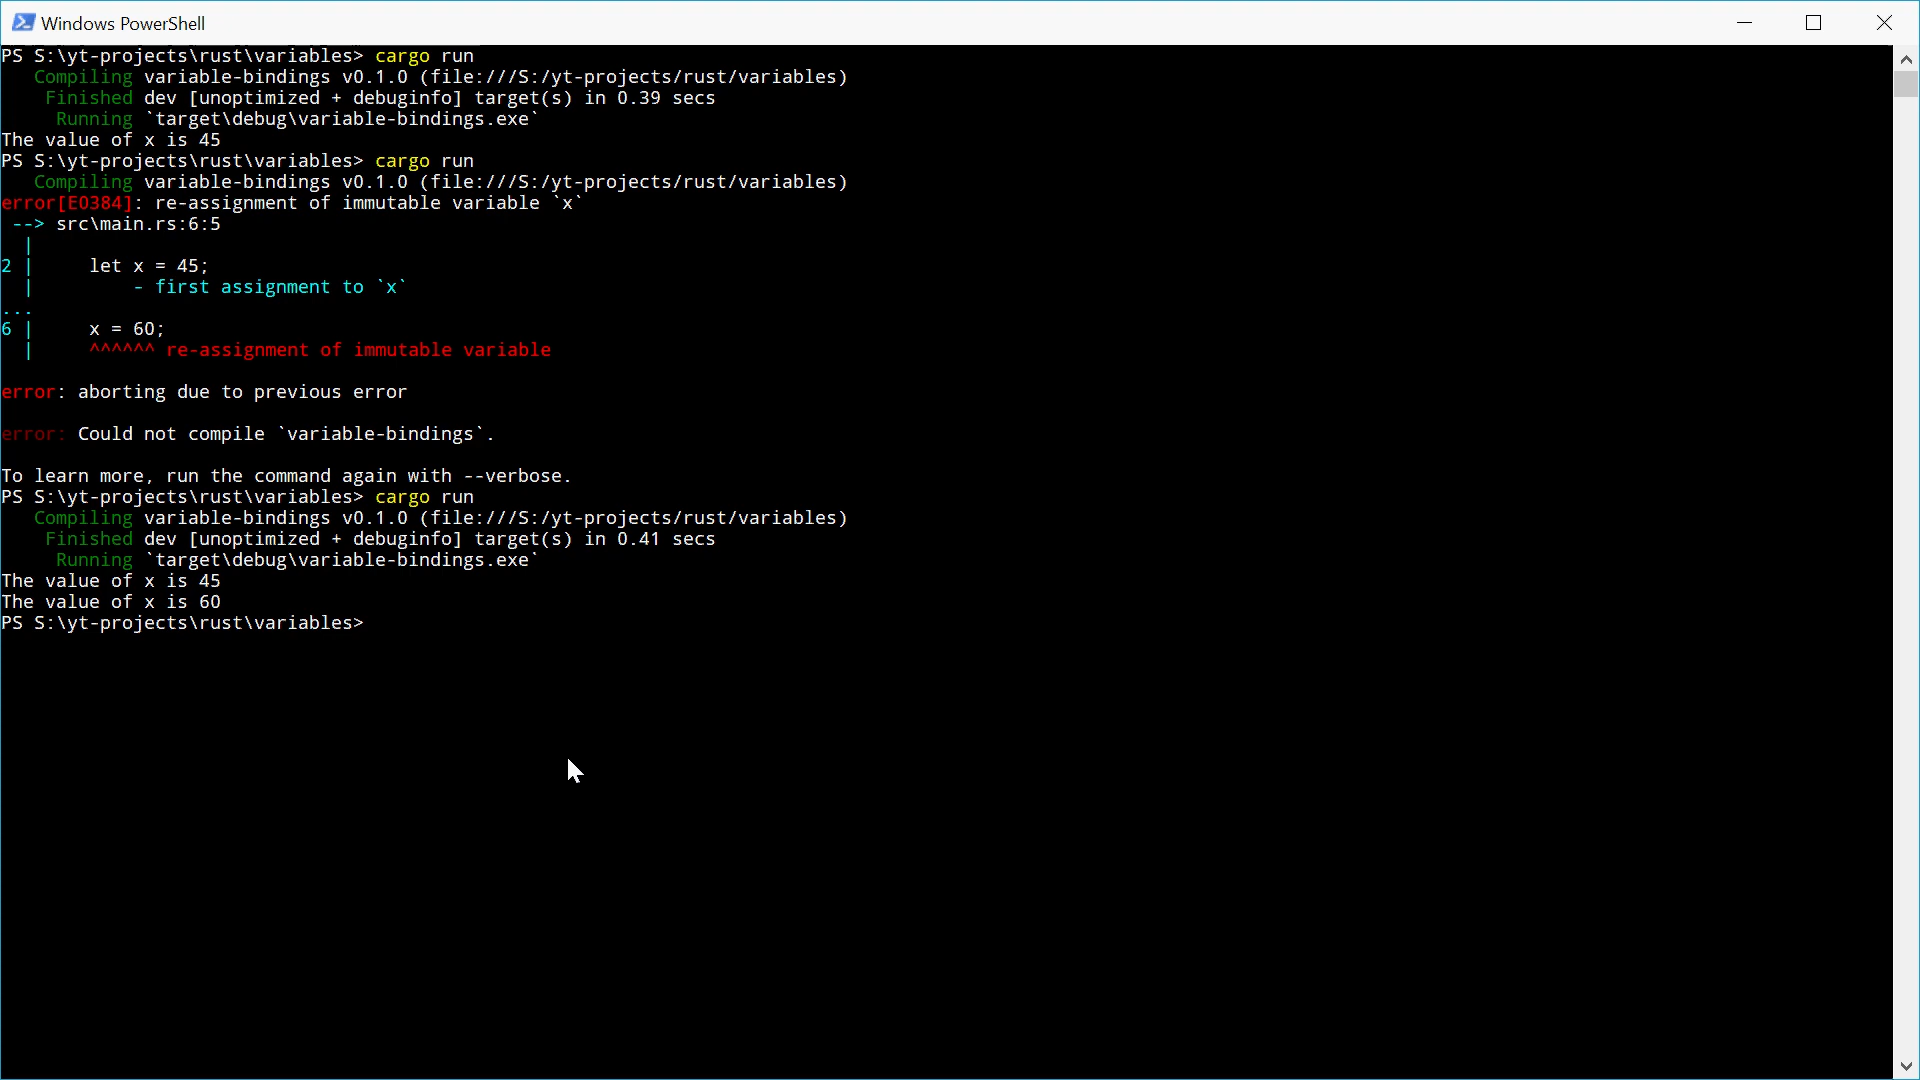 Windows PowerShell
PS S:\yt-projects\rust\variables> cargo run
   Compiling variable-bindings v0.1.0 (file:///S:/yt-projects/rust/variables)
    Finished dev [unoptimized + debuginfo] target(s) in 0.39 secs
     Running `target\debug\variable-bindings.exe`
The value of x is 45
PS S:\yt-projects\rust\variables> cargo run
   Compiling variable-bindings v0.1.0 (file:///S:/yt-projects/rust/variables)
error[E0384]: re-assignment of immutable variable `x`
 --> src\main.rs:6:5
  |
2 |     let x = 45;
  |         - first assignment to `x`
...
6 |     x = 60;
  |     ^^^^^^ re-assignment of immutable variable
error: aborting due to previous error
error: Could not compile `variable-bindings`.
To learn more, run the command again with --verbose.
PS S:\yt-projects\rust\variables> cargo run
   Compiling variable-bindings v0.1.0 (file:///S:/yt-projects/rust/variables)
    Finished dev [unoptimized + debuginfo] target(s) in 0.41 secs
     Running `target\debug\variable-bindings.exe`
The value of x is 45
The value of x is 60
PS S:\yt-projects\rust\variables>